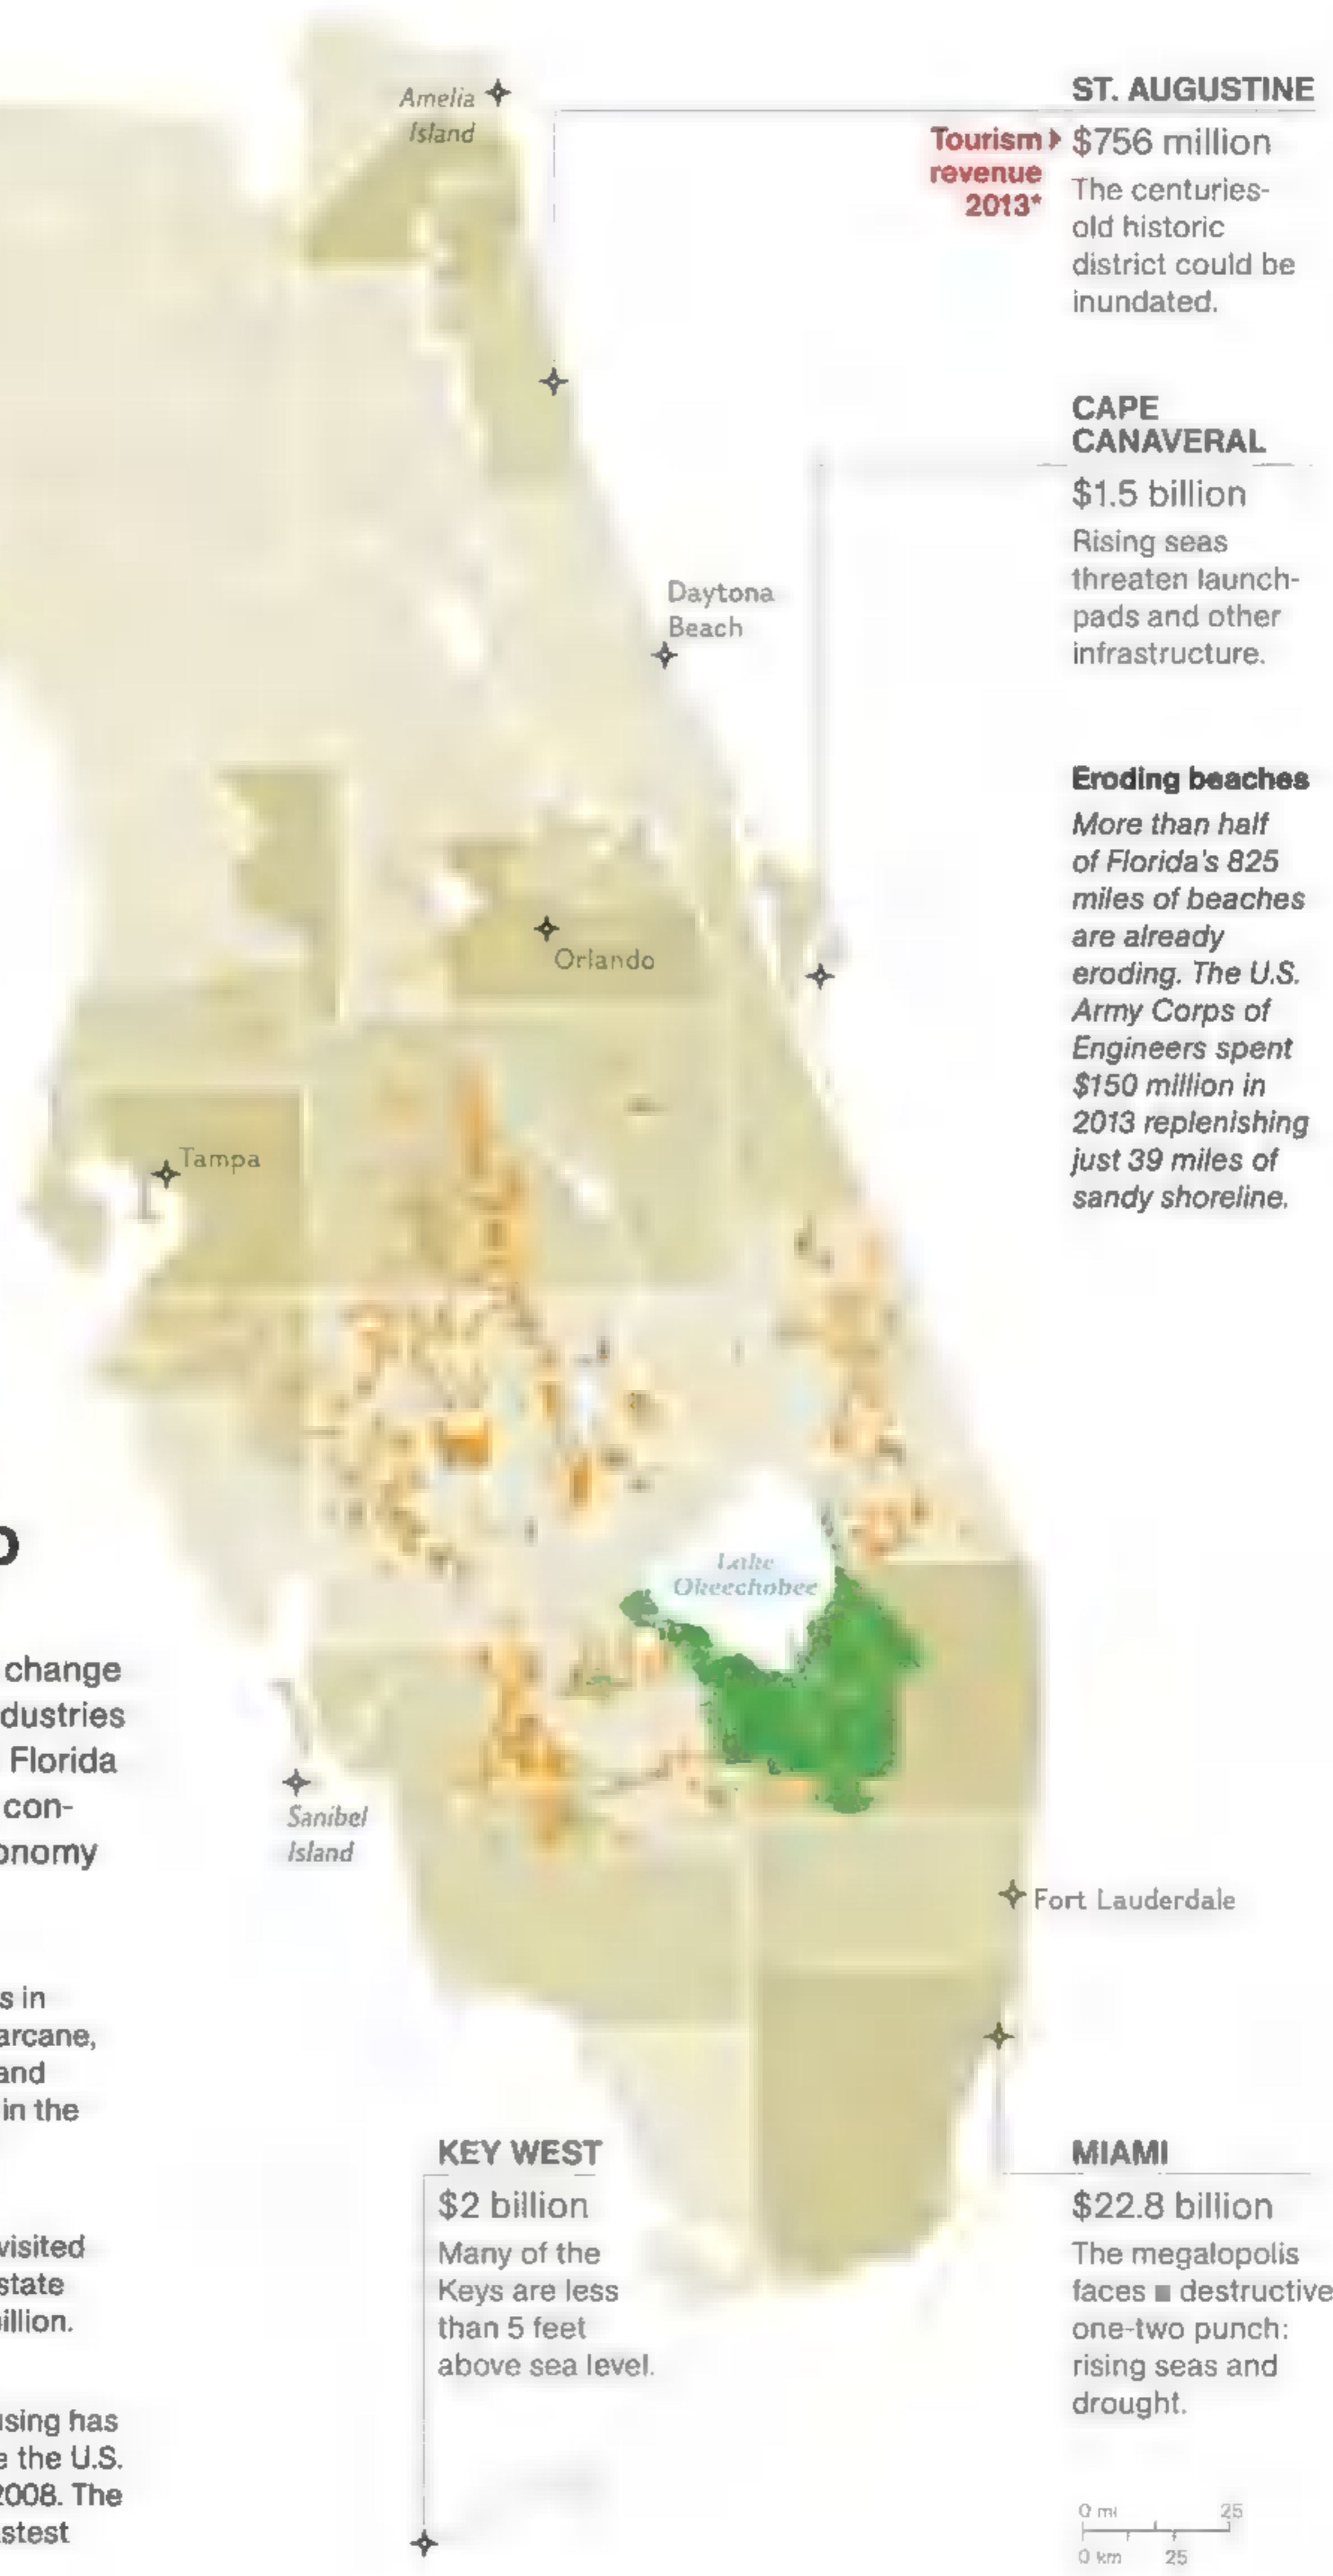 Amelia
Island
ST. AUGUSTINE
Tourism
revenue
2013*
$756 million
The centuries-
old historic
district could be
inundated.
CAPE
CANAVERAL
$1.5 billion
Rising seas
threaten launch-
pads and other
infrastructure.
Daytona
Beach
Eroding beaches
More than half
of Florida's 825
miles of beaches
are already
eroding. The U.S.
Army Corps of
Engineers spent
$150 million in
2013 replenishing
just 39 miles of
sandy shoreline.
Orlando
Tampa
Lake
Okeechobee
change
dustries
Florida
con-
onomy
Sanibel
Island
Fort Lauderdale
s in
arcane,
and
in the
visited
state
illion.
using has
e the U.S.
2008. The
astest
KEY WEST
$2 billion
Many of the
Keys are less
than 5 feet
above sea level.
MIAMI
$22.8 billion
The megalopolis
faces a destructive
one-two punch:
rising seas and
drought.
0 mi 25
0 km 25